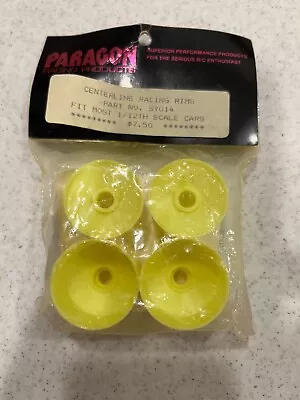 PARAGON
RACING PRODUCTS
SUPERIOR PERFORMANCE PRODUCTS
FOR THE SERIOUS R/C ENTHUSIAST
CENTERLINE RACING RIMS
PART NO. 59014
FIT MOST 1/12TH SCALE CARS
********* $7.50 *********